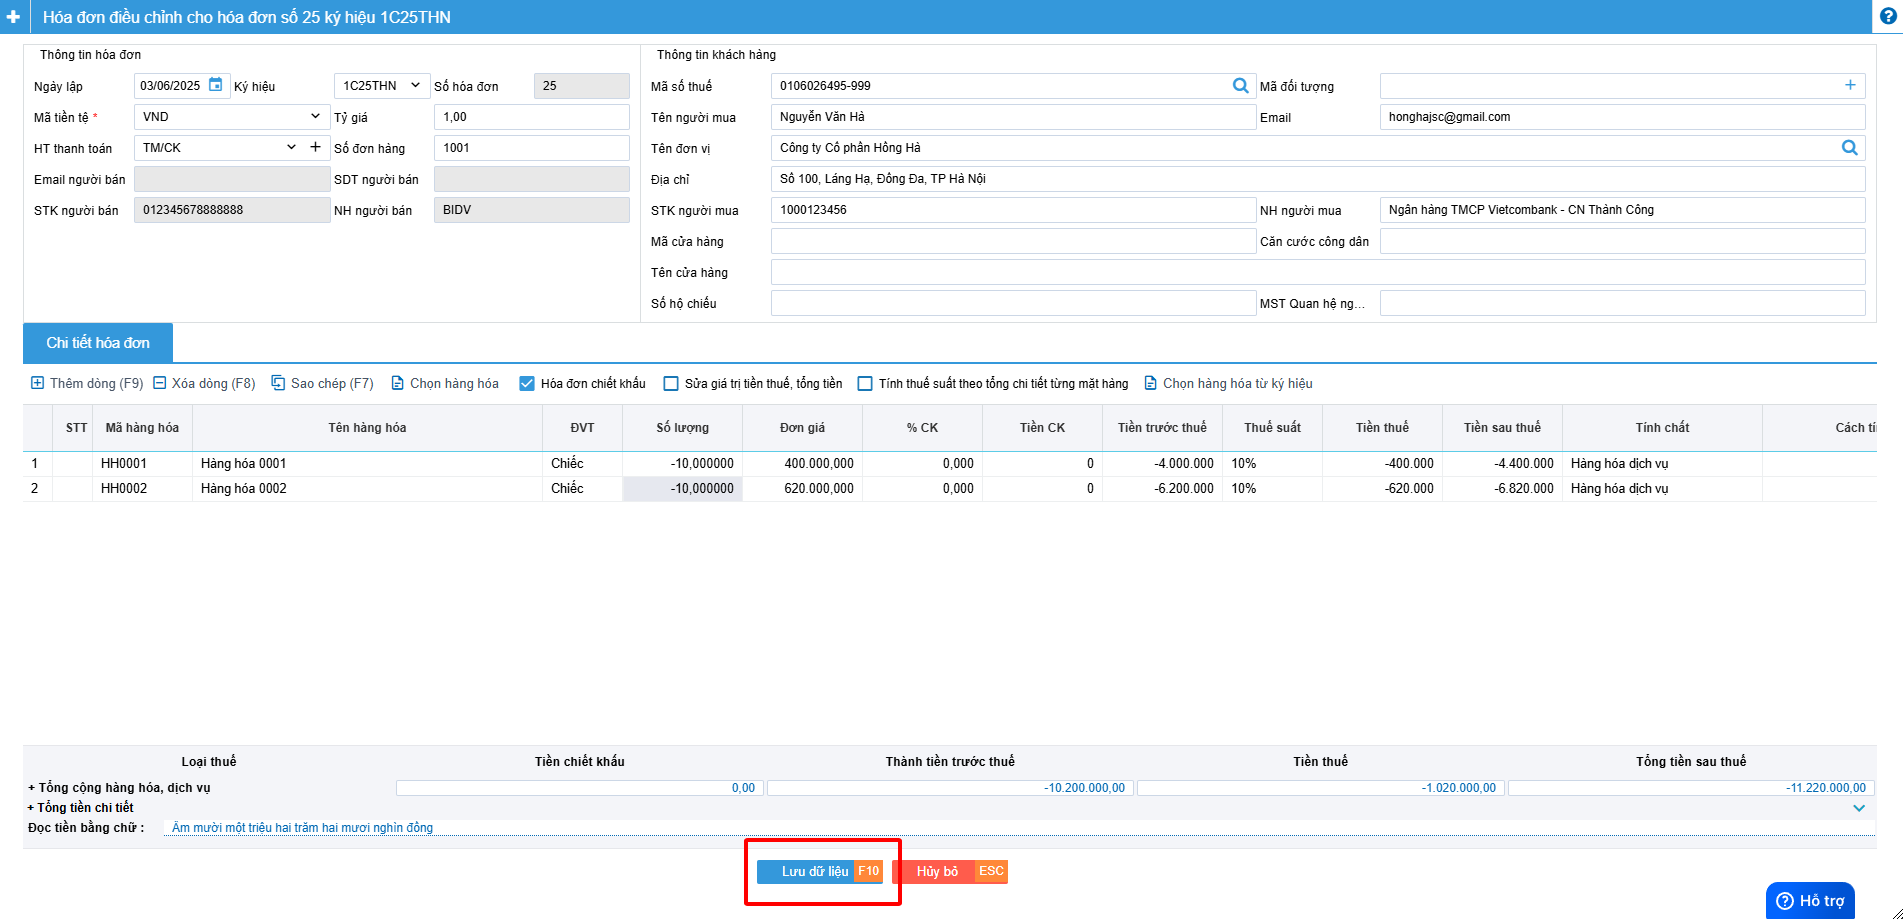 Hóa đơn điều chỉnh cho hóa đơn số 25 ký hiệu 1C25THN
Thông tin hóa đơn
Ngày lập 03/06/2025 Ký hiệu 1C25THN Số hóa đơn 25
Mã tiền tệ * VND Tỷ giá 1,00
HT thanh toán TM/CK Số đơn hàng 1001
Email người bán SDT người bán
STK người bán 012345678888888 NH người bán BIDV
Thông tin khách hàng
Mã số thuế 0106026495-999 Mã đối tượng
Tên người mua Nguyễn Văn Hà Email honghajsc@gmail.com
Tên đơn vị Công ty Cổ phần Hồng Hà
Địa chỉ Số 100, Láng Hạ, Đống Đa, TP Hà Nội
STK người mua 1000123456 NH người mua Ngân hàng TMCP Vietcombank - CN Thành Công
Mã cửa hàng Căn cước công dân
Tên cửa hàng
Số hộ chiếu MST Quan hệ ng...
Chi tiết hóa đơn
Thêm dòng (F9) Xóa dòng (F8) Sao chép (F7) Chọn hàng hóa Hóa đơn chiết khấu Sửa giá trị tiền thuế, tổng tiền Tính thuế suất theo tổng chi tiết từng mặt hàng Chọn hàng hóa từ ký hiệu
STT Mã hàng hóa Tên hàng hóa ĐVT Số lượng Đơn giá % CK Tiền CK Tiền trước thuế Thuế suất Tiền thuế Tiền sau thuế Tính chất Cách tí
1 HH0001 Hàng hóa 0001 Chiếc -10,000000 400.000,000 0,000 0 -4.000.000 10% -400.000 -4.400.000 Hàng hóa dịch vụ
2 HH0002 Hàng hóa 0002 Chiếc -10,000000 620.000,000 0,000 0 -6.200.000 10% -620.000 -6.820.000 Hàng hóa dịch vụ
Loại thuế Tiền chiết khấu Thành tiền trước thuế Tiền thuế Tổng tiền sau thuế
+ Tổng cộng hàng hóa, dịch vụ 0,00 -10.200.000,00 -1.020.000,00 -11.220.000,00
+ Tổng tiền chi tiết
Đọc tiền bằng chữ : Âm mười một triệu hai trăm hai mươi nghìn đồng
Lưu dữ liệu F10 Hủy bỏ ESC
Hỗ trợ